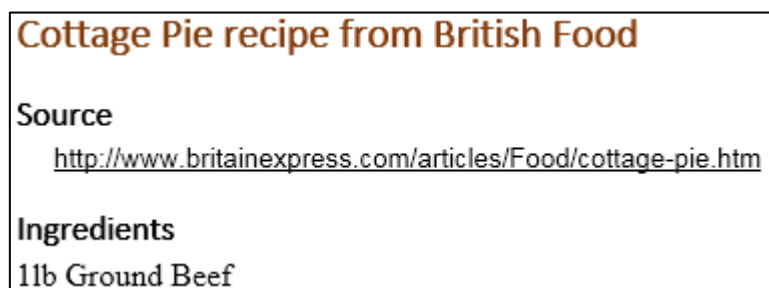 Cottage Pie recipe from British Food
Source
http://www.britainexpress.com/articles/Food/cottage-pie.htm
Ingredients
1lb Ground Beef